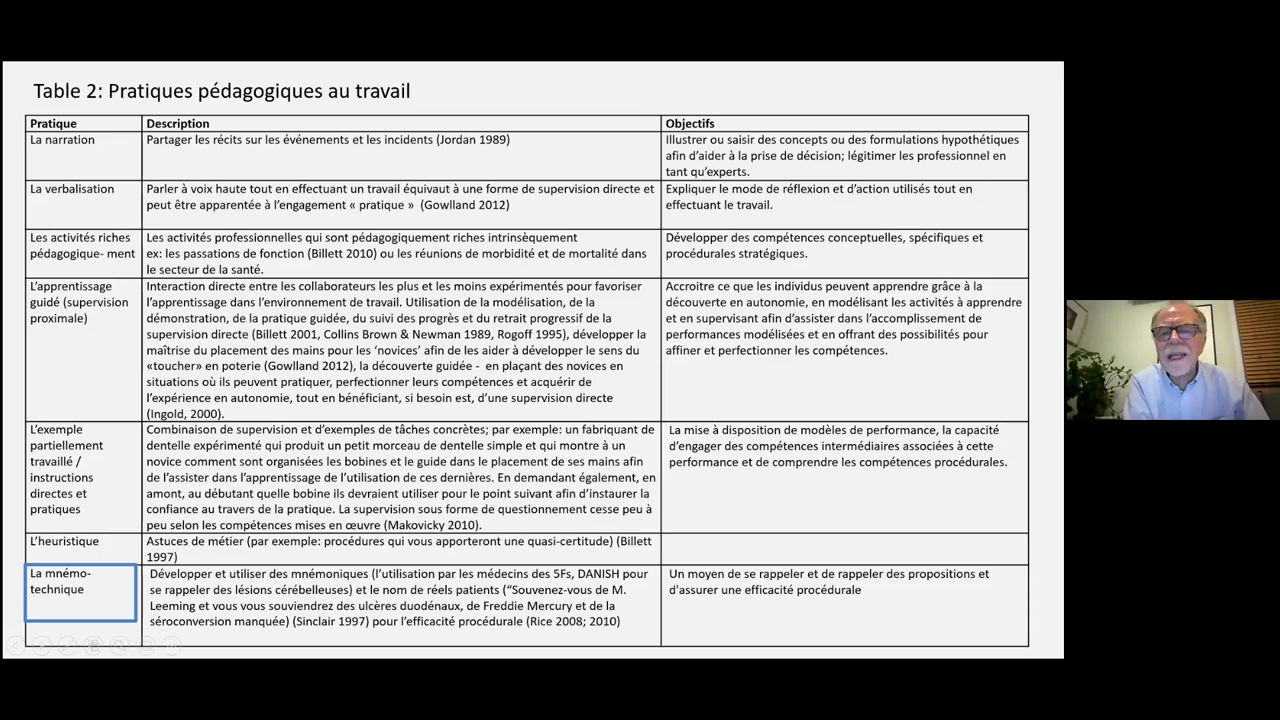 Table 2: Pratiques pédagogiques au travail
Pratique
Description
Objectifs
La narration
Partager les récits sur les événements et les incidents (Jordan 1989)
Illustrer ou saisir des concepts ou des formulations hypothétiques
afin d'aider à la prise de décision; légitimer les professionnel en
tant qu'experts.
La verbalisation
Parler à voix haute tout en effectuant un travail équivaut à une forme de supervision directe et
peut être apparentée à l'engagement « pratique » (Gowlland 2012)
Expliquer le mode de réflexion et d'action utilisés tout en
effectuant le travail.
Les activités riches
pédagogique- ment
Les activités professionnelles qui sont pédagogiquement riches intrinsèquement
ex: les passations de fonction (Billett 2010) ou les réunions de morbidité et de mortalité dans
le secteur de la santé.
Développer des compétences conceptuelles, spécifiques et
procédurales stratégiques.
L'apprentissage
guidé (supervision
proximale)
Interaction directe entre les collaborateurs les plus et les moins expérimentés pour favoriser
l'apprentissage dans l'environnement de travail. Utilisation de la modélisation, de la
démonstration, de la pratique guidée, du suivi des progrès et du retrait progressif de la
supervision directe (Billett 2001, Collins Brown & Newman 1989, Rogoff 1995), développer la
maîtrise du placement des mains pour les 'novices' afin de les aider à développer le sens du
«toucher» en poterie (Gowlland 2012), la découverte guidée - en plaçant des novices en
situations où ils peuvent pratiquer, perfectionner leurs compétences et acquérir de
l'expérience en autonomie, tout en bénéficiant, si besoin est, d'une supervision directe
(Ingold, 2000).
Accroitre ce que les individus peuvent apprendre grâce à la
découverte en autonomie, en modélisant les activités à apprendre
et en supervisant afin d'assister dans l'accomplissement de
performances modélisées et en offrant des possibilités pour
affiner et perfectionner les compétences.
L'exemple
partiellement
travaillé /
instructions
directes et
pratiques
Combinaison de supervision et d'exemples de tâches concrètes; par exemple: un fabriquant de
dentelle expérimenté qui produit un petit morceau de dentelle simple et qui montre à un
novice comment sont organisées les bobines et le guide dans le placement de ses mains afin
de l'assister dans l'apprentissage de l'utilisation de ces dernières. En demandant également, en
amont, au débutant quelle bobine ils devraient utiliser pour le point suivant afin d'instaurer la
confiance au travers de la pratique. La supervision sous forme de questionnement cesse peu à
peu selon les compétences mises en œuvre (Makovicky 2010).
La mise à disposition de modèles de performance, la capacité
d'engager des compétences intermédiaires associées à cette
performance et de comprendre les compétences procédurales.
L'heuristique
Astuces de métier (par exemple: procédures qui vous apporteront une quasi-certitude) (Billett
1997)
La mnémo-
technique
Développer et utiliser des mnémoniques (l'utilisation par les médecins des 5Fs, DANISH pour
se rappeler des lésions cérébelleuses) et le nom de réels patients ("Souvenez-vous de M.
Leeming et vous vous souviendrez des ulcères duodénaux, de Freddie Mercury et de la
séroconversion manquée) (Sinclair 1997) pour l'efficacité procédurale (Rice 2008; 2010)
Un moyen de se rappeler et de rappeler des propositions et
d'assurer une efficacité procédurale